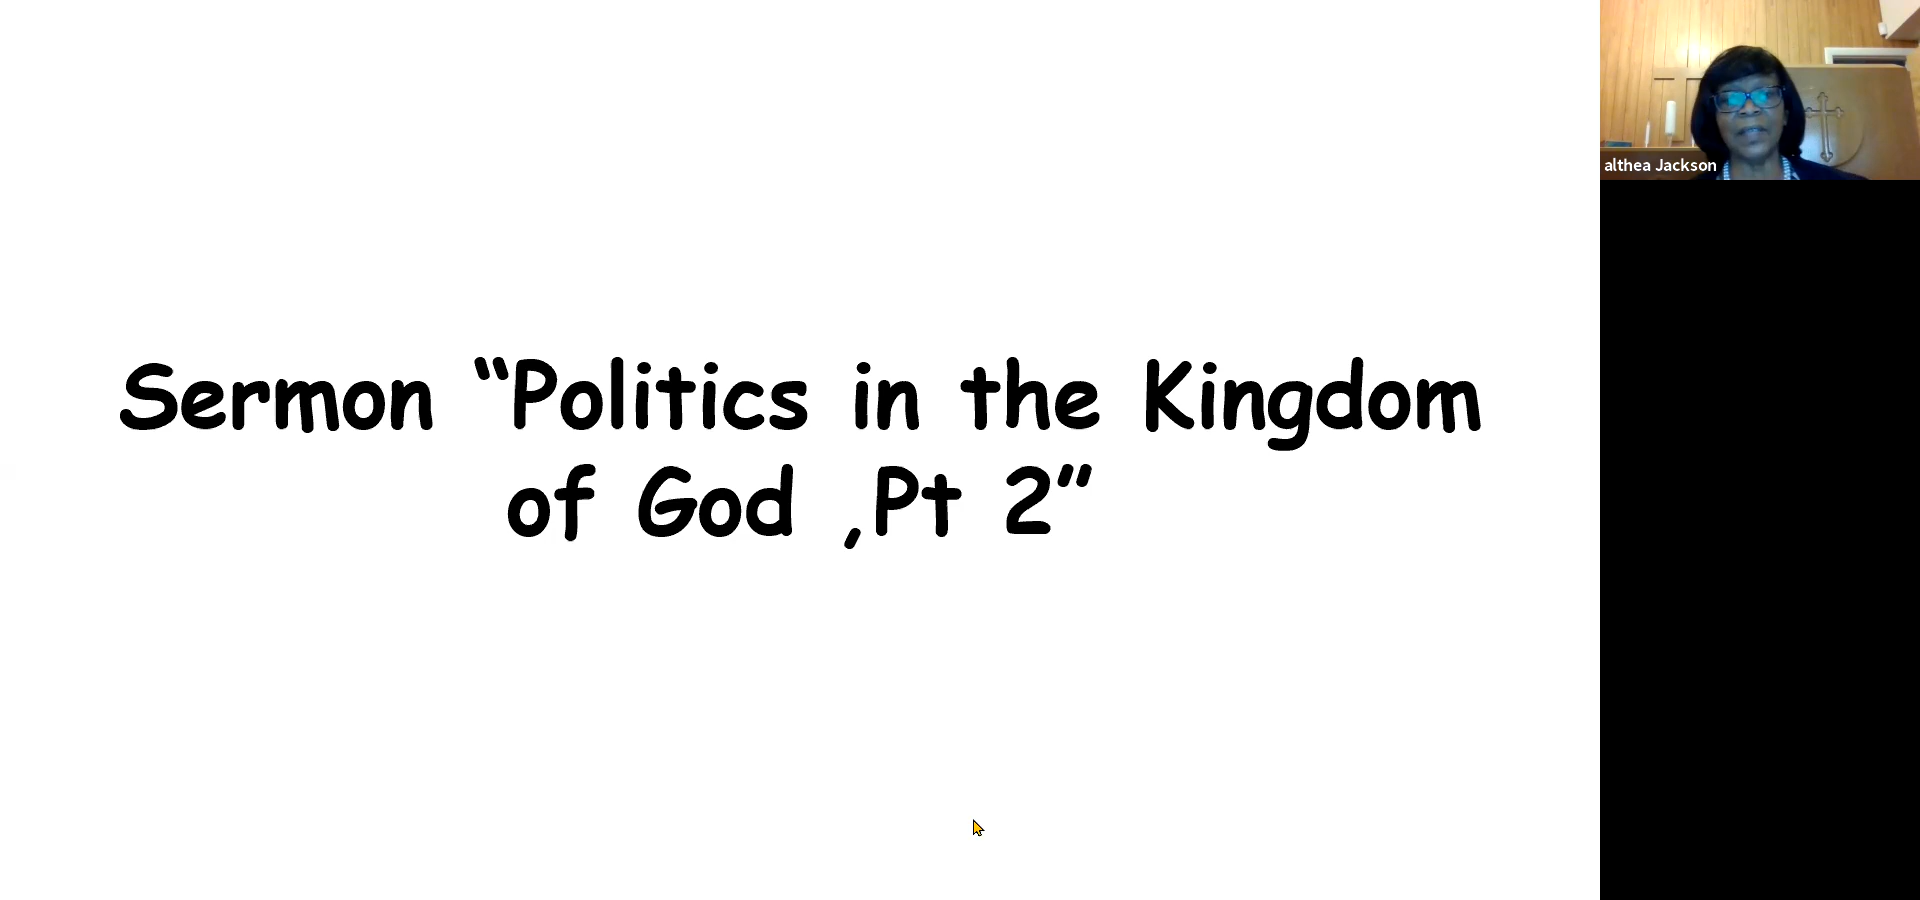 Sermon “Politics in the Kingdom
of God ,Pt 2”
althea Jackson